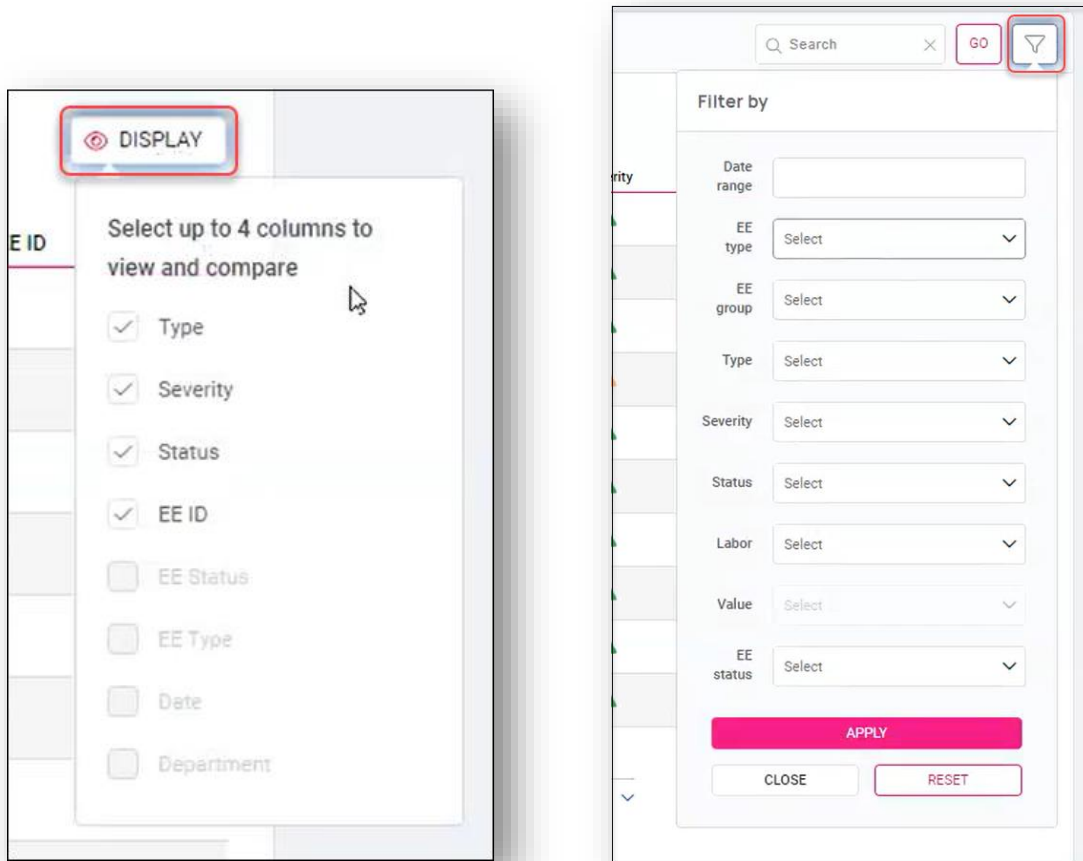 DISPLAY
E ID
Select up to 4 columns to
view and compare
Type
Severity
Status
EE ID
EE Status
EE Type
Date
Department
Search
GO
Filter by
rity
Date
range
EE
type
Select
EE
group
Select
Type
Select
Severity
Select
Status
Select
Labor
Select
Value
Select
EE
status
Select
APPLY
CLOSE
RESET